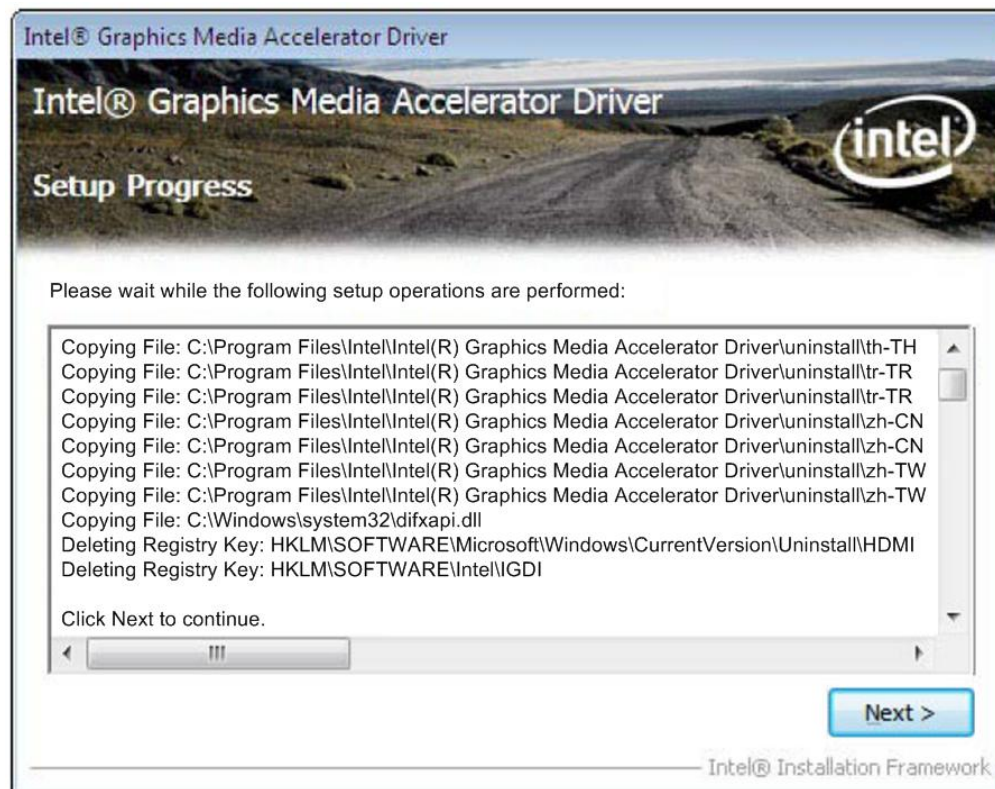 Intel® Graphics Media Accelerator Driver
Intel® Graphics Media Accelerator Driver
intel
Setup Progress
Please wait while the following setup operations are performed:
Copying File: C:\Program Files\Intel\Intel(R) Graphics Media Accelerator Driver\uninstall\th-TH
Copying File: C:\Program Files\Intel\Intel(R) Graphics Media Accelerator Driver\uninstall\tr-TR
Copying File: C:\Program Files\Intel\Intel(R) Graphics Media Accelerator Driver\uninstall\tr-TR
Copying File: C:\Program Files\Intel\Intel(R) Graphics Media Accelerator Driver\uninstall\zh-CN
Copying File: C:\Program Files\Intel\Intel(R) Graphics Media Accelerator Driver\uninstall\zh-CN
Copying File: C:\Program Files\Intel\Intel(R) Graphics Media Accelerator Driver\uninstall\zh-TW
Copying File: C:\Program Files\Intel\Intel(R) Graphics Media Accelerator Driver\uninstall\zh-TW
Copying File: C:\Windows\system32\difxapi.dll
Deleting Registry Key: HKLM\SOFTWARE\Microsoft\Windows\CurrentVersion\Uninstall\HDMI
Deleting Registry Key: HKLM\SOFTWARE\Intel\IGDI
Click Next to continue.
Next >
Intel® Installation Framework